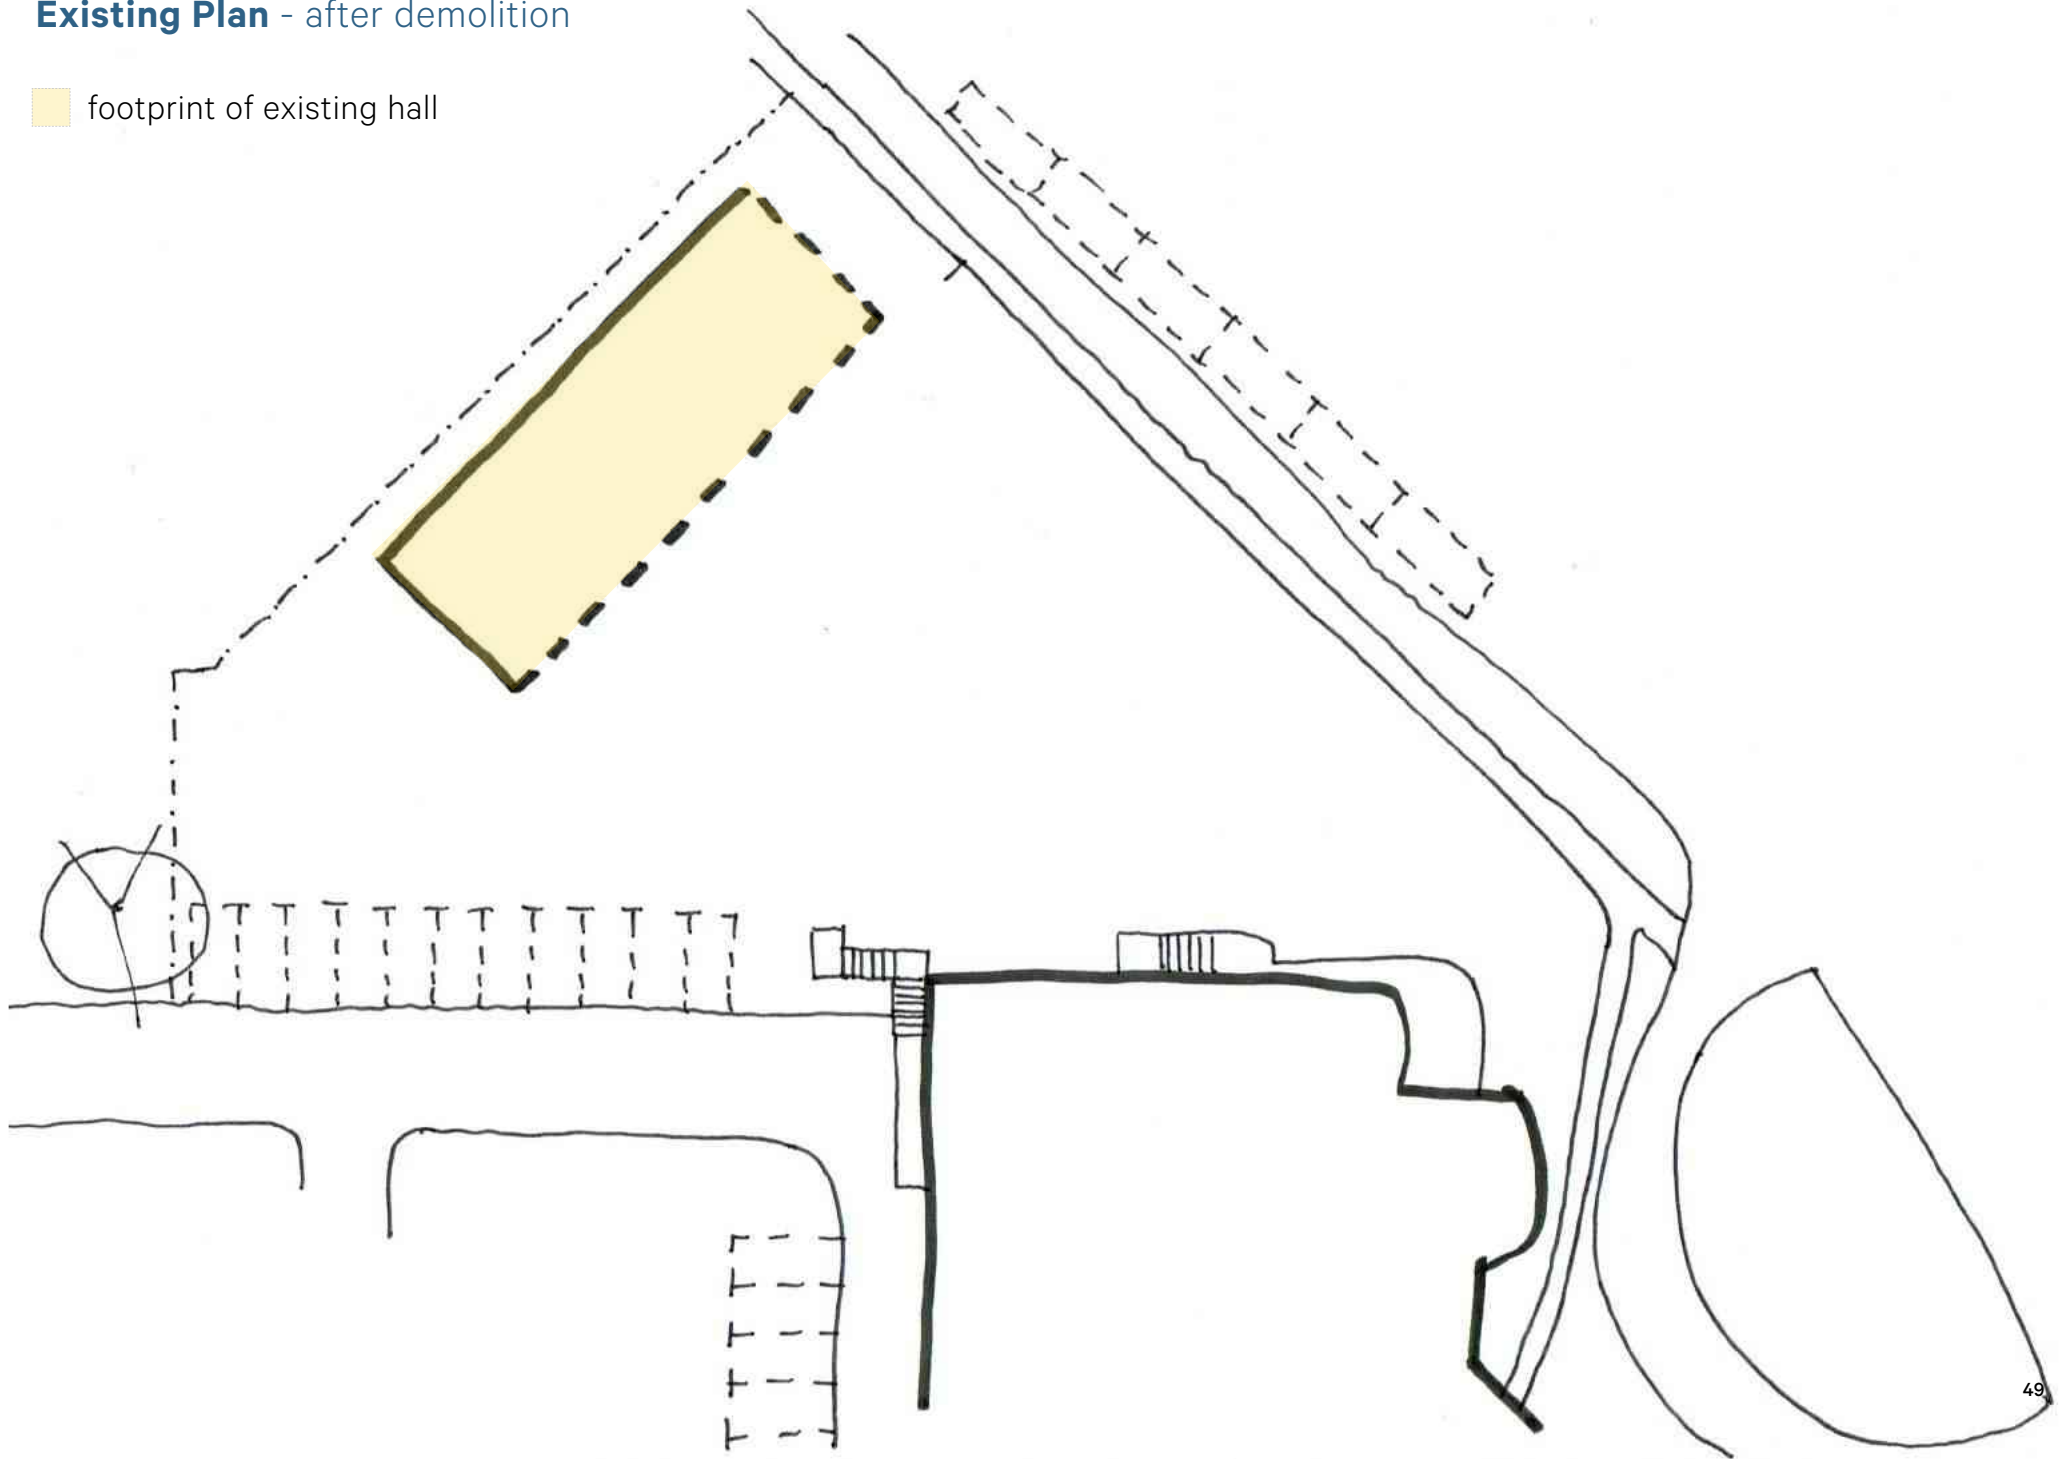 Existing Plan - after demolition
footprint of existing hall
49